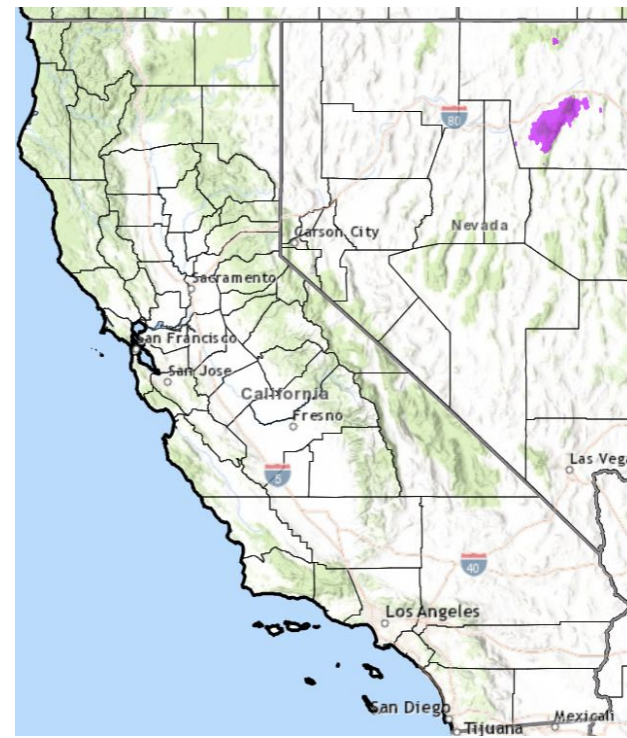 80
Carson City
Nevada
Sacramento
San Francisco
San Jose
California
Fresno
Las Vega
5
40
Los Angeles
San Diego
Mexicali
Tijuana